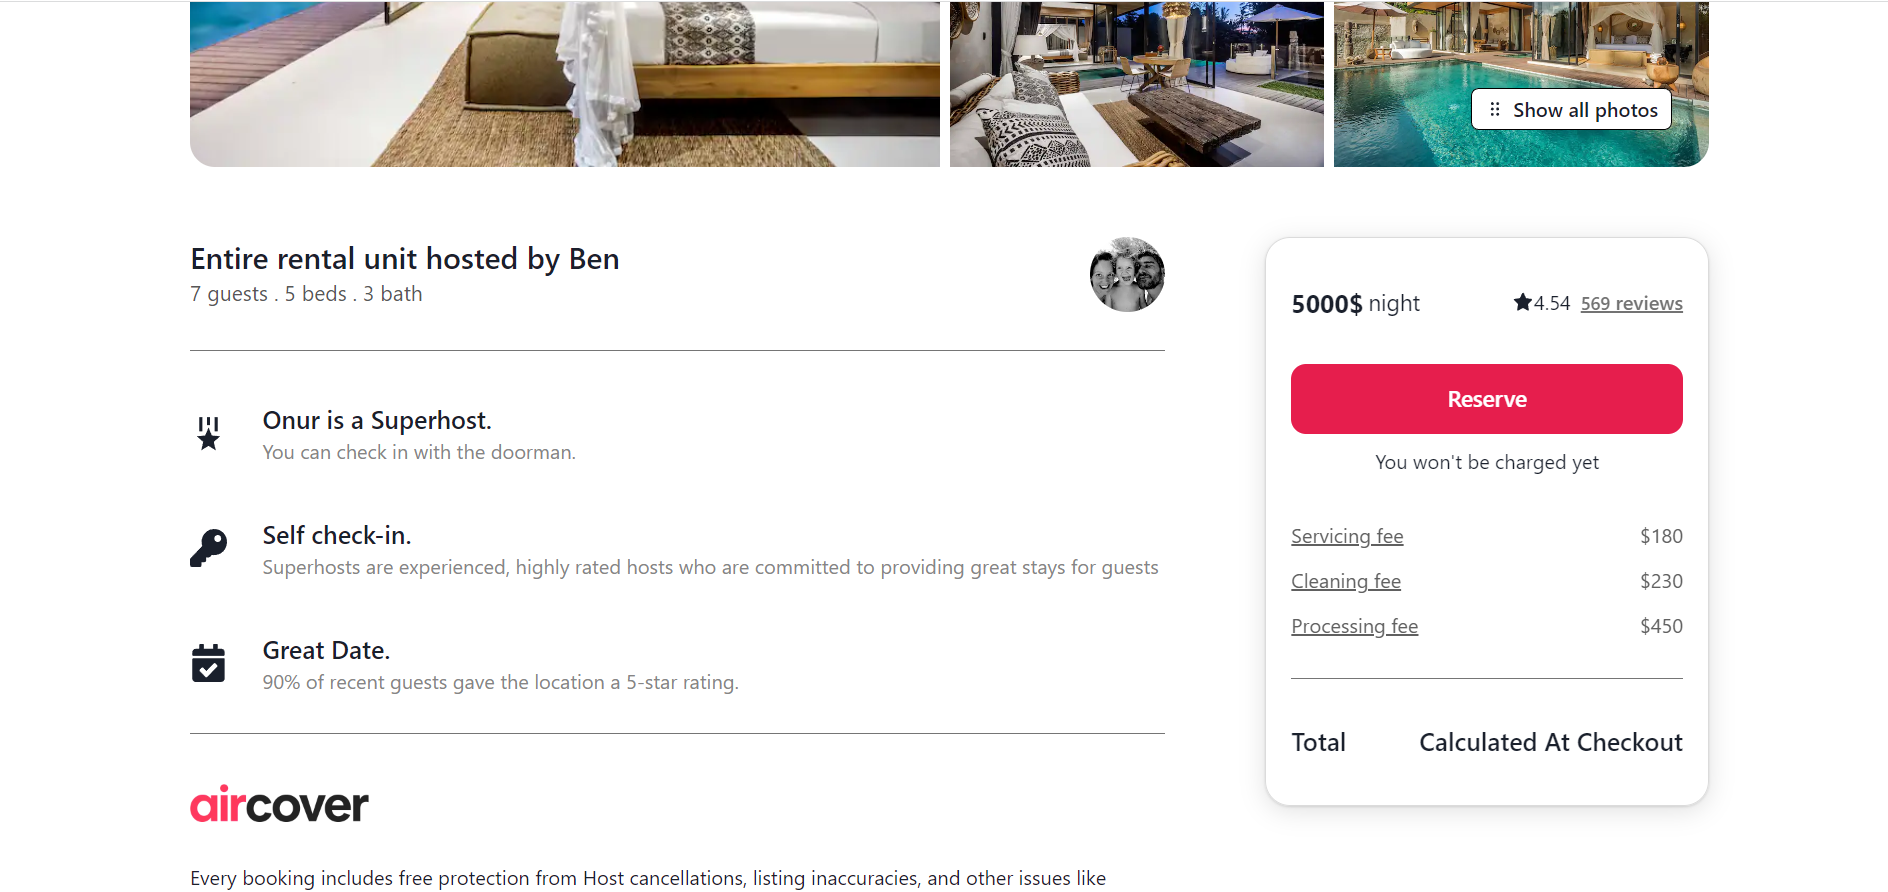 Show all photos
Entire rental unit hosted by Ben
7 guests . 5 beds . 3 bath
Onur is a Superhost.
You can check in with the doorman.
Self check-in.
Superhosts are experienced, highly rated hosts who are committed to providing great stays for guests
Great Date.
90% of recent guests gave the location a 5-star rating.
aircover
Every booking includes free protection from Host cancellations, listing inaccuracies, and other issues like
5000$ night 4.54 569 reviews
Reserve
You won't be charged yet
Servicing fee $180
Cleaning fee $230
Processing fee $450
Total Calculated At Checkout